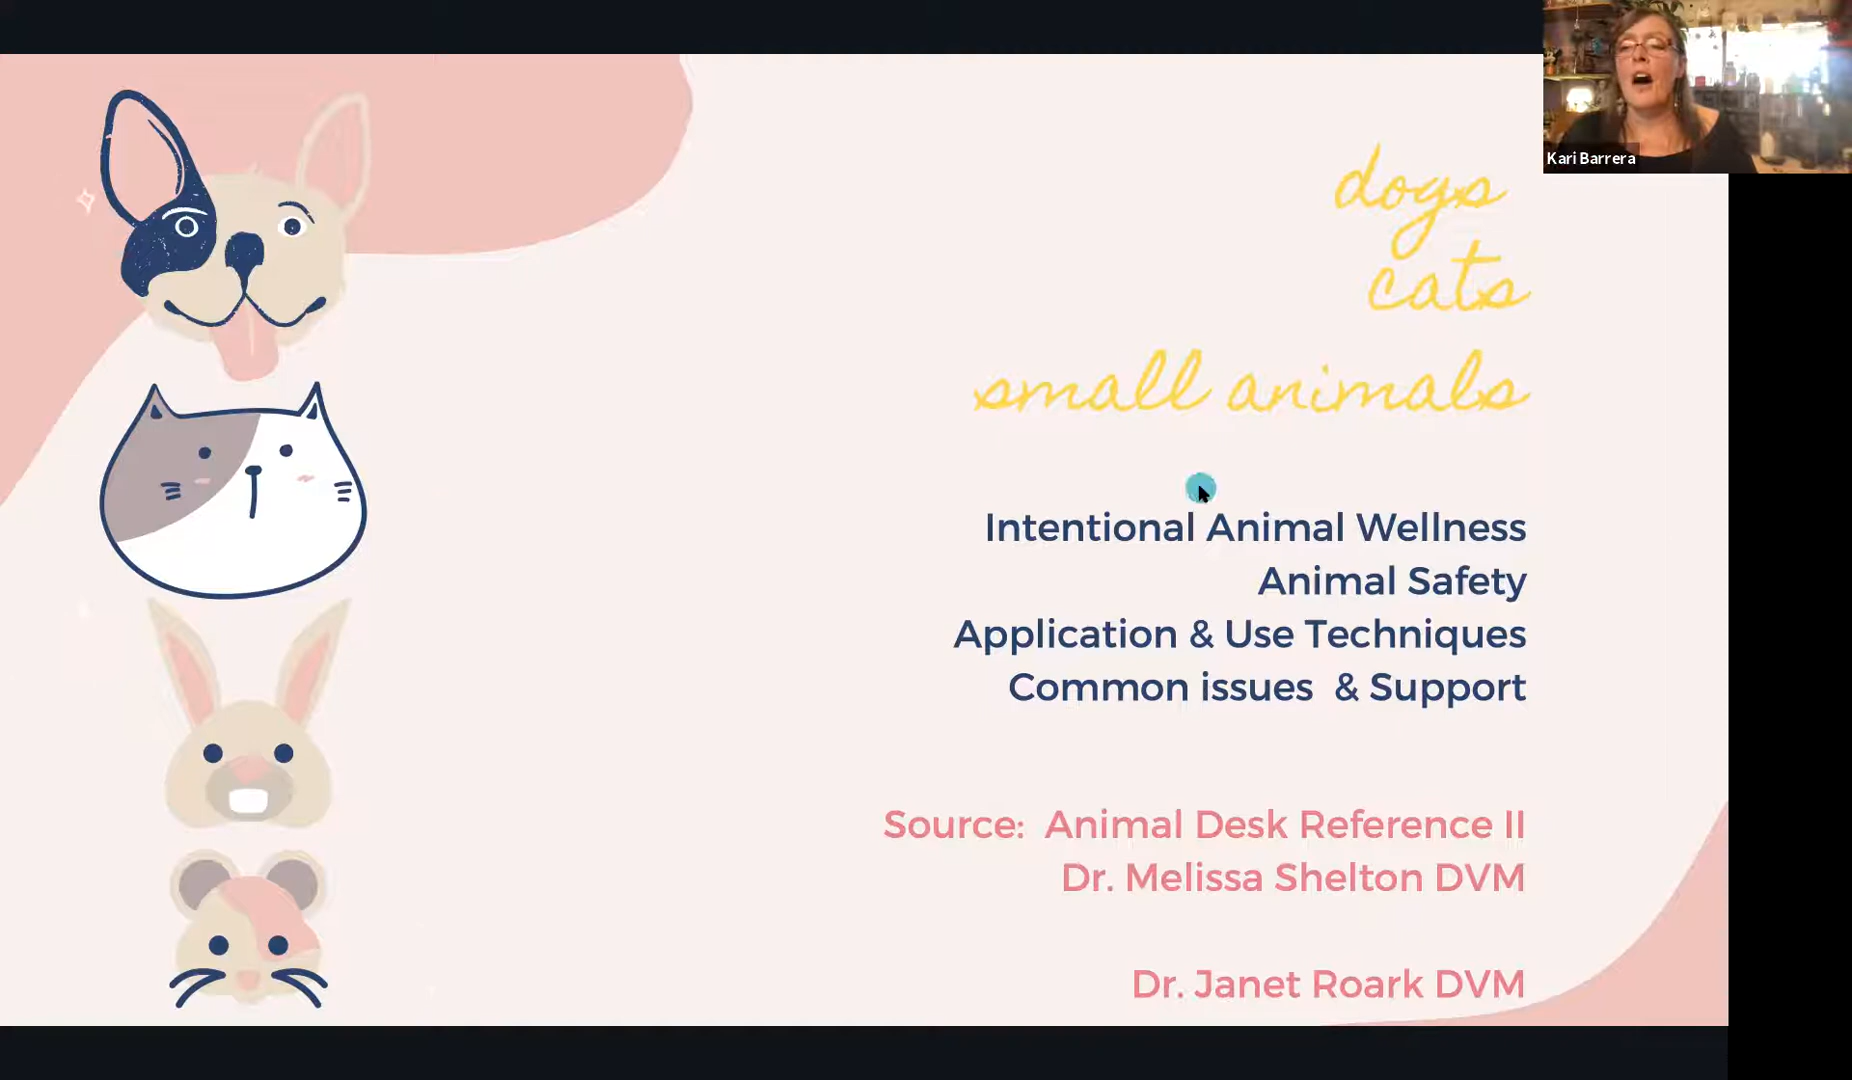 Kari Barrera
dogs
cats
small animals
Intentional Animal Wellness
Animal Safety
Application & Use Techniques
Common issues & Support
Source: Animal Desk Reference II
Dr. Melissa Shelton DVM
Dr. Janet Roark DVM